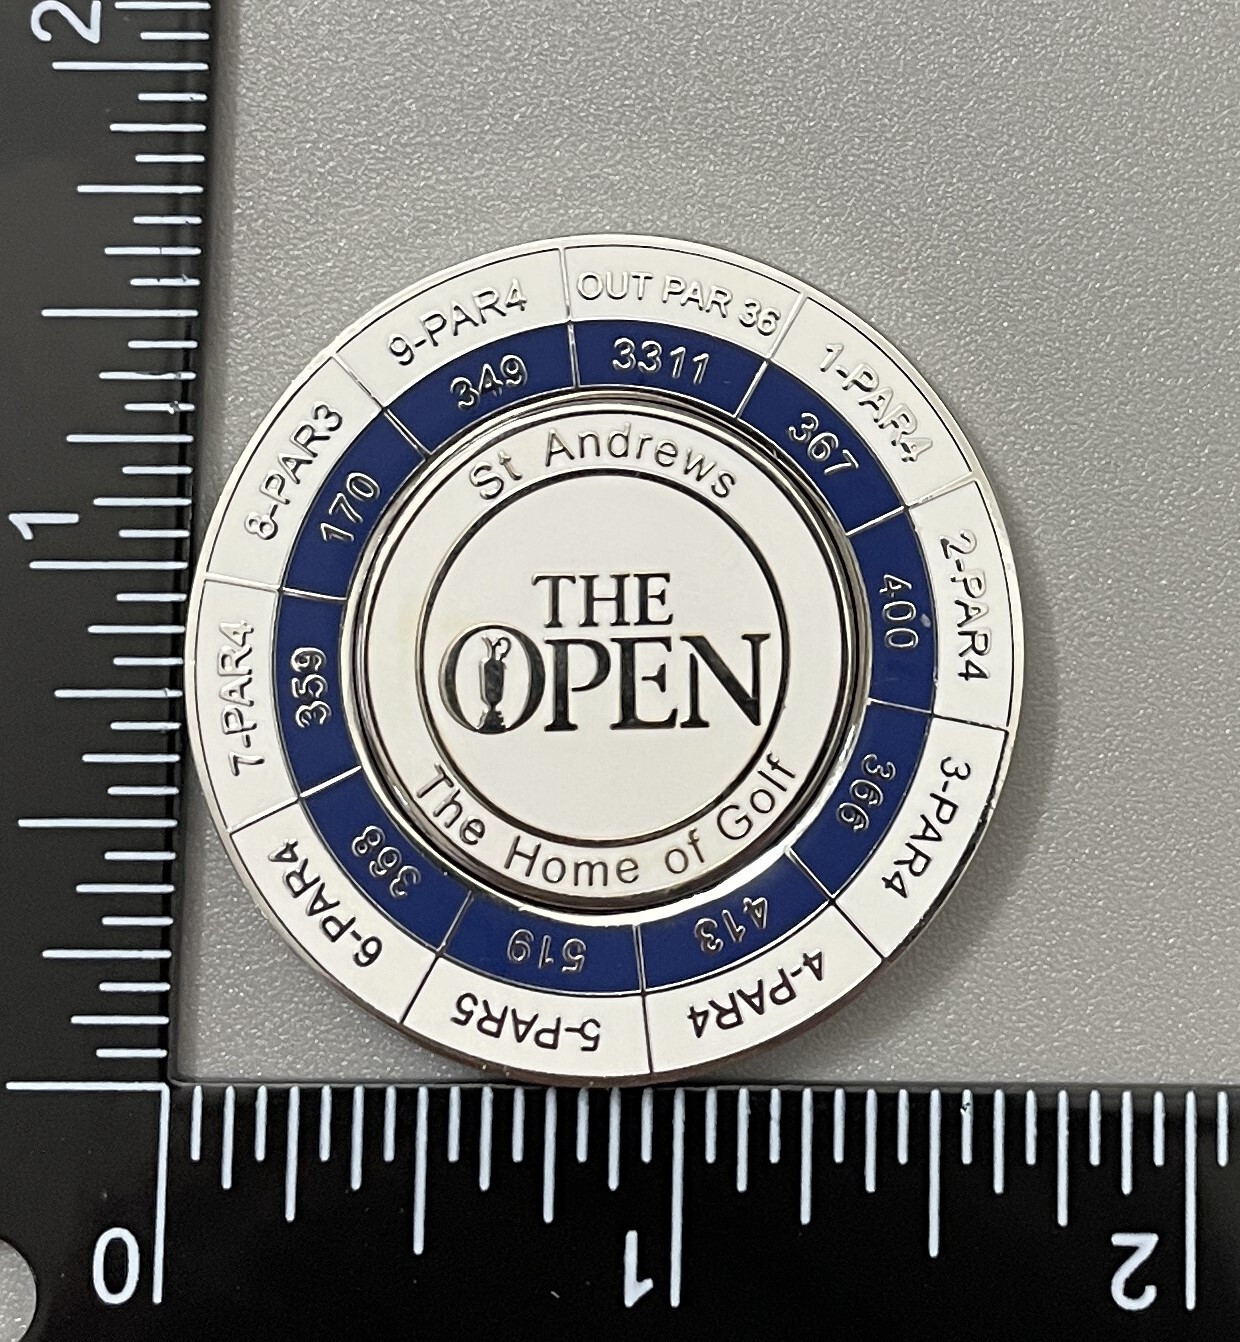 OUT PAR 36
3311
1-PAR4
367
2-PAR4
400
3-PAR4
366
4-PAR4
413
5-PAR5
519
6-PAR4
368
7-PAR4
359
8-PAR3
170
9-PAR4
349
St Andrews
THE
OPEN
The Home of Golf
2
1
0
1
2